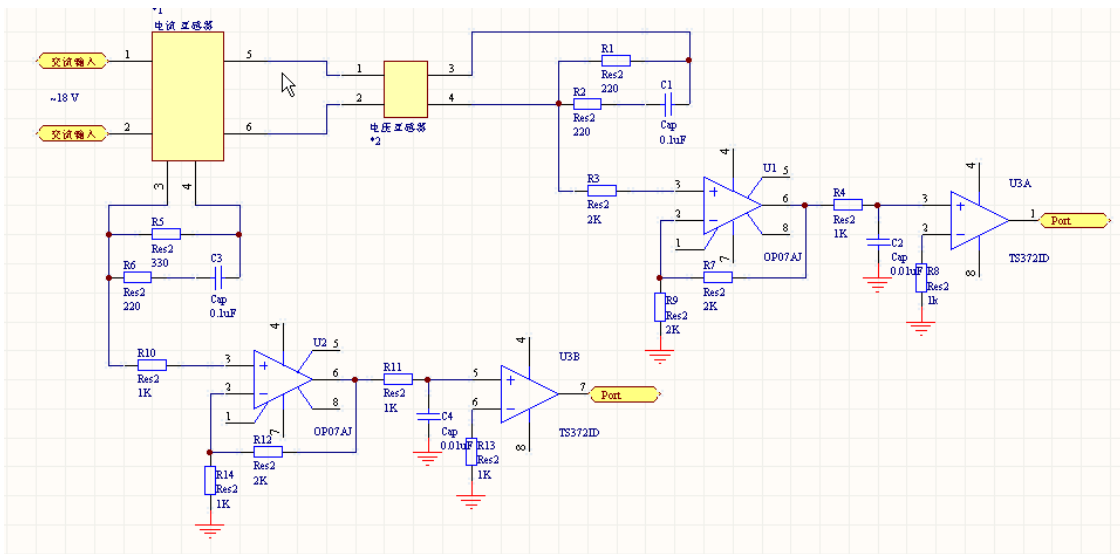 *1
电流互感器
交流输入
1
5
~18 V
交流输入
2
6
3
4
1
3
2
4
电压互感器
*2
R1
Res2
220
R2
Res2
220
C1
Cap
0.1uF
R3
Res2
2K
3
2
1
4
U1
5
6
8
7
OP07AJ
R4
Res2
1K
C2
Cap
0.01uF
R7
Res2
2K
R9
Res2
2K
3
2
4
U3A
1
Port
8
TS372ID
R8
Res2
1k
R5
Res2
330
R6
Res2
220
C3
Cap
0.1uF
R10
Res2
1K
3
2
1
4
U2
5
6
8
7
OP07AJ
R12
Res2
2K
R14
Res2
1K
R11
Res2
1K
C4
Cap
0.01uF
R13
Res2
1K
5
6
4
U3B
7
Port
8
TS372ID